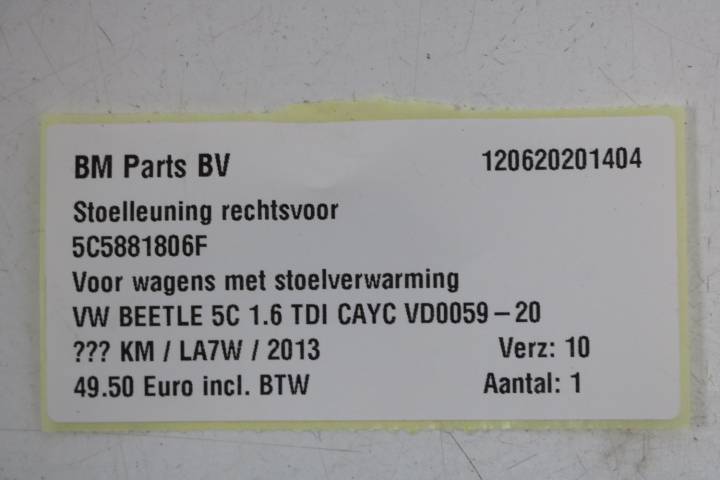 BM Parts BV 120620201404
Stoelleuning rechtsvoor
5C5881806F
Voor wagens met stoelverwarming
VW BEETLE 5C 1.6 TDI CAYC VD0059-20
??? KM / LA7W / 2013 Verz: 10
49.50 Euro incl. BTW Aantal: 1